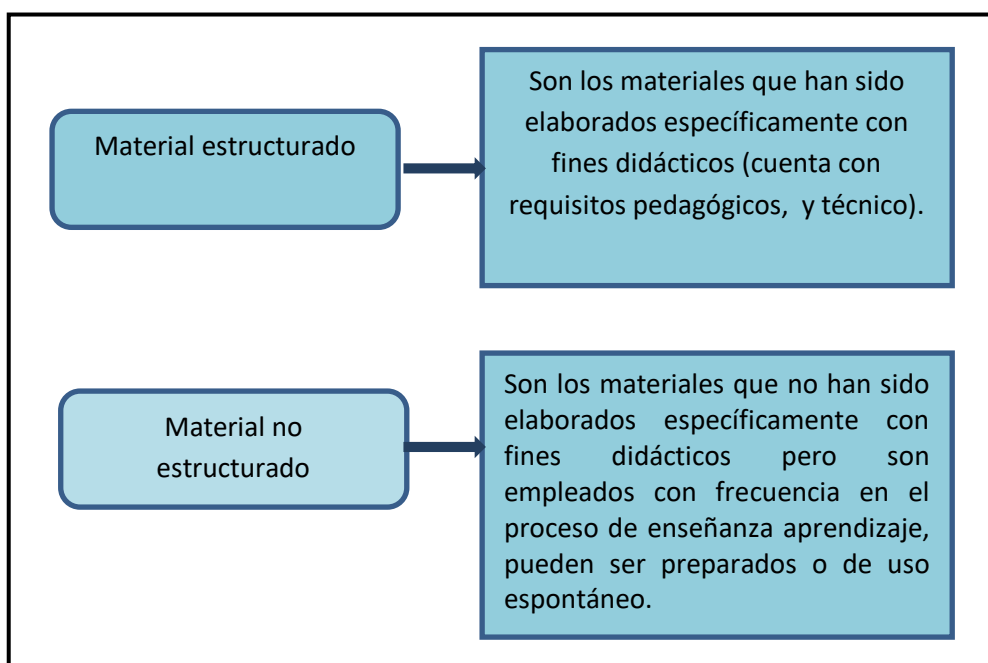 Material estructurado
Son los materiales que han sido
elaborados específicamente con
fines didácticos (cuenta con
requisitos pedagógicos,  y técnico).
Material no
estructurado
Son los materiales que no han sido
elaborados específicamente con
fines didácticos pero son
empleados con frecuencia en el
proceso de enseñanza aprendizaje,
pueden ser preparados o de uso
espontáneo.